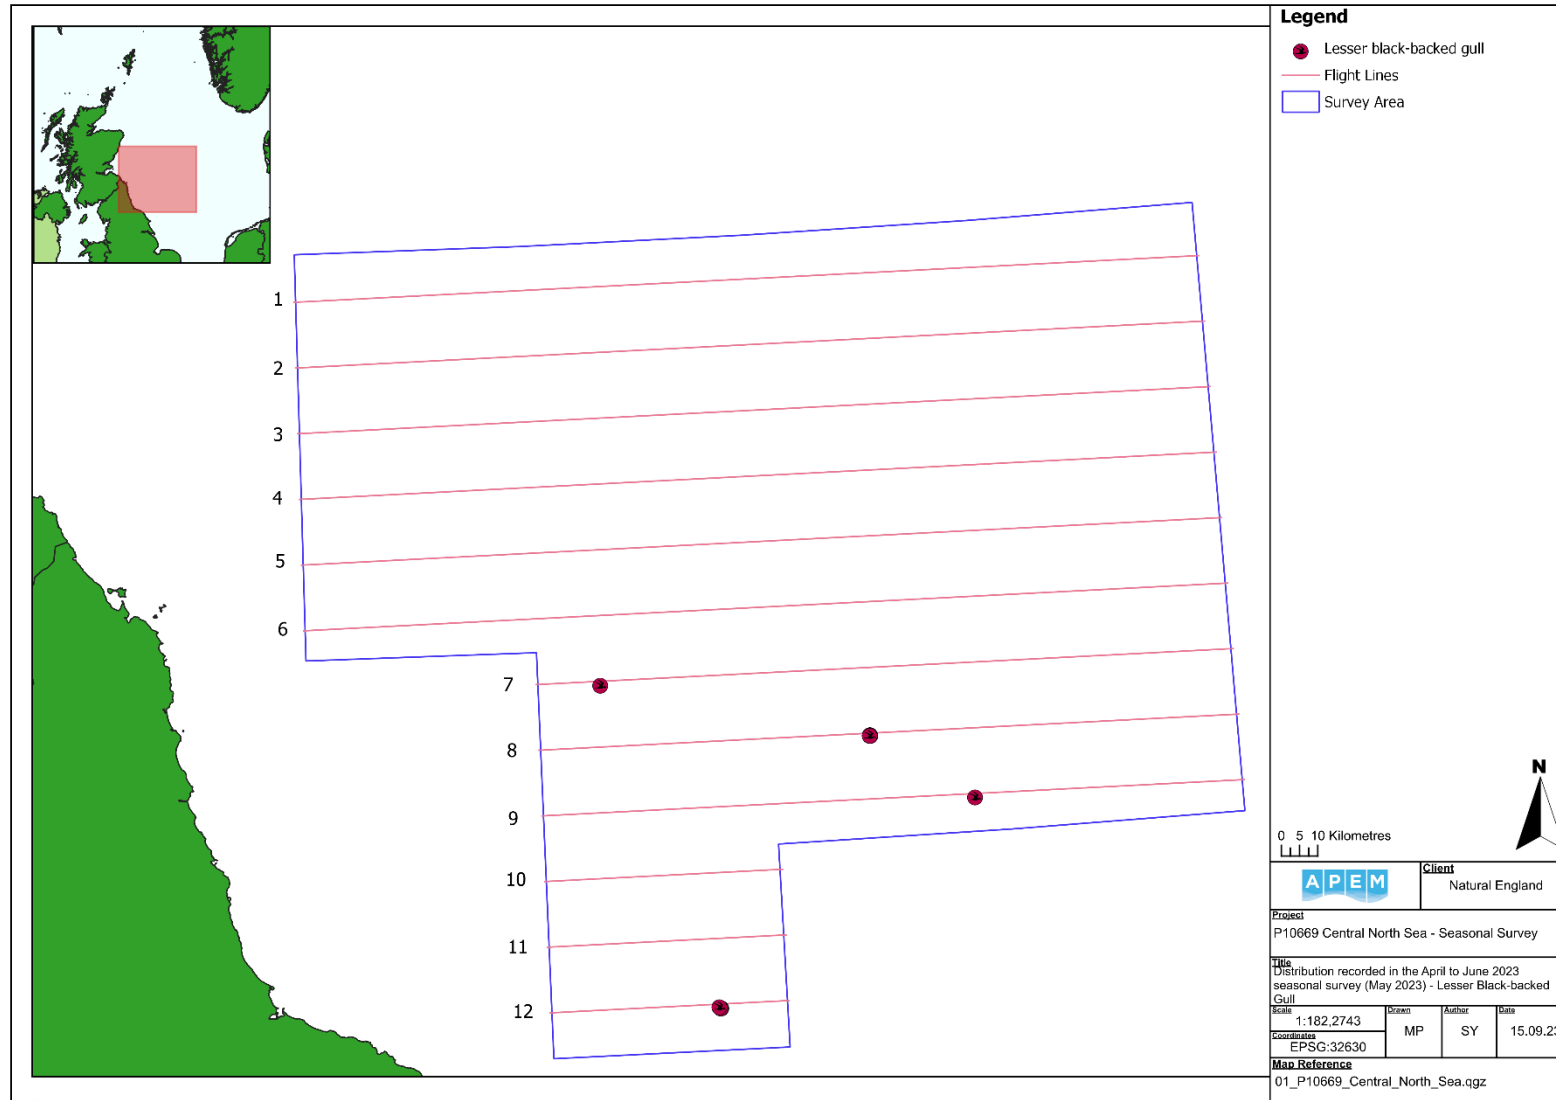 Legend
Lesser black-backed gull
Flight Lines
Survey Area
1
2
3
4
5
6
7
8
9
10
11
12
N
0 5 10 Kilometres
APEM
Client
Natural England
Project
P10669 Central North Sea - Seasonal Survey
Title
Distribution recorded in the April to June 2023
seasonal survey (May 2023) - Lesser Black-backed
Gull
Scale
1:182,2743
Coordinates
EPSG:32630
Drawn
MP
Author
SY
Date
15.09.23
Map Reference
01_P10669_Central_North_Sea.qgz